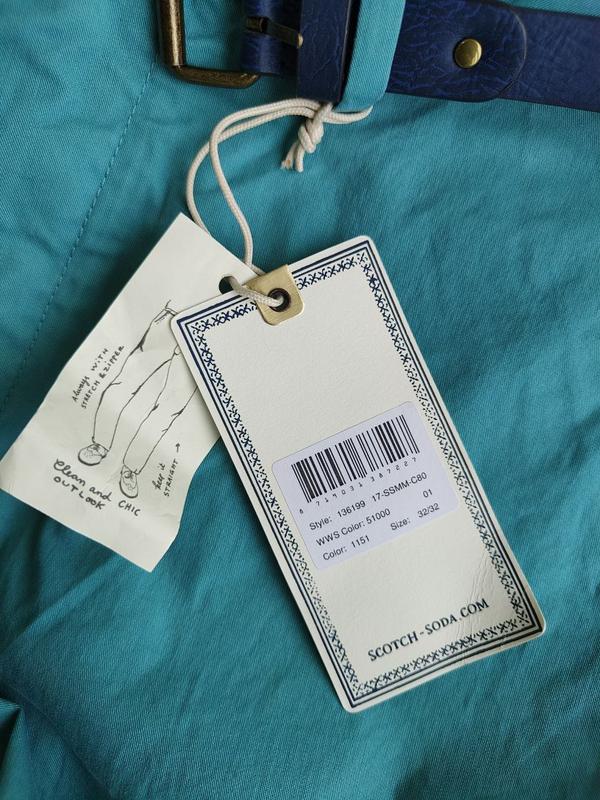 Always WITH
STRETCH & ZIPPER
Clean and CHIC
OUTLOOK
keep it
STRAIGHT →
8 719034 387227
Style: 136199 17-SSMM-C80
WWS Color: 51000 01
Color: 1151 Size: 32/32
SCOTCH-SODA.COM